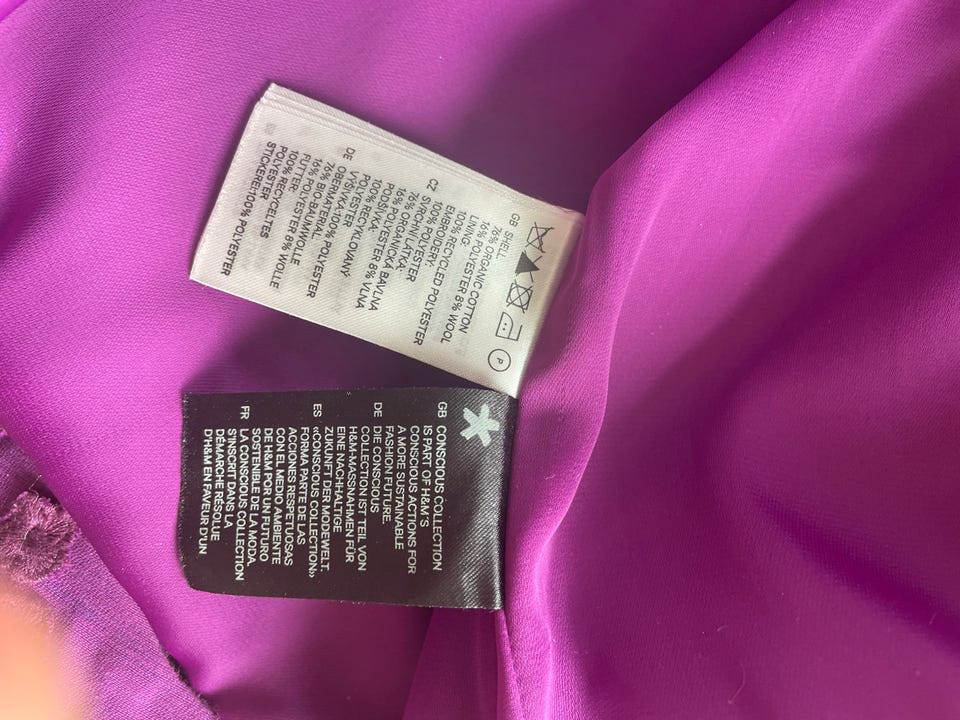 P
GB SHELL:
76% ORGANIC COTTON
16% POLYESTER 8% WOOL
LINING:
100% RECYCLED POLYESTER
EMBROIDERY:
100% POLYESTER
CZ SVRCHNÍ LÁTKA:
76% ORGANICKÁ BAVLNA
16% POLYESTER 8% VLNA
PODŠÍVKA:
100% RECYKLOVANÝ
POLYESTER
VÝŠIVKA:
100% POLYESTER
DE OBERMATERIAL:
76% BIO-BAUMWOLLE
16% POLYESTER 8% WOLLE
FUTTER:
100% RECYCELTES
POLYESTER
STICKEREI:100% POLYESTER
GB CONSCIOUS COLLECTION
IS PART OF H&M'S
CONSCIOUS ACTIONS FOR
A MORE SUSTAINABLE
FASHION FUTURE.
DE DIE CONSCIOUS
COLLECTION IST TEIL VON
H&M-MASSNAHMEN FÜR
EINE NACHHALTIGE
ZUKUNFT DER MODEWELT.
ES «CONSCIOUS COLLECTION»
FORMA PARTE DE LAS
ACCIONES RESPETUOSAS
CON EL MEDIO AMBIENTE
DE H&M POR UN FUTURO
SOSTENIBLE DE LA MODA.
FR LA CONSCIOUS COLLECTION
S'INSCRIT DANS LA
DÉMARCHE RÉSOLUE
D'H&M EN FAVEUR D'UN